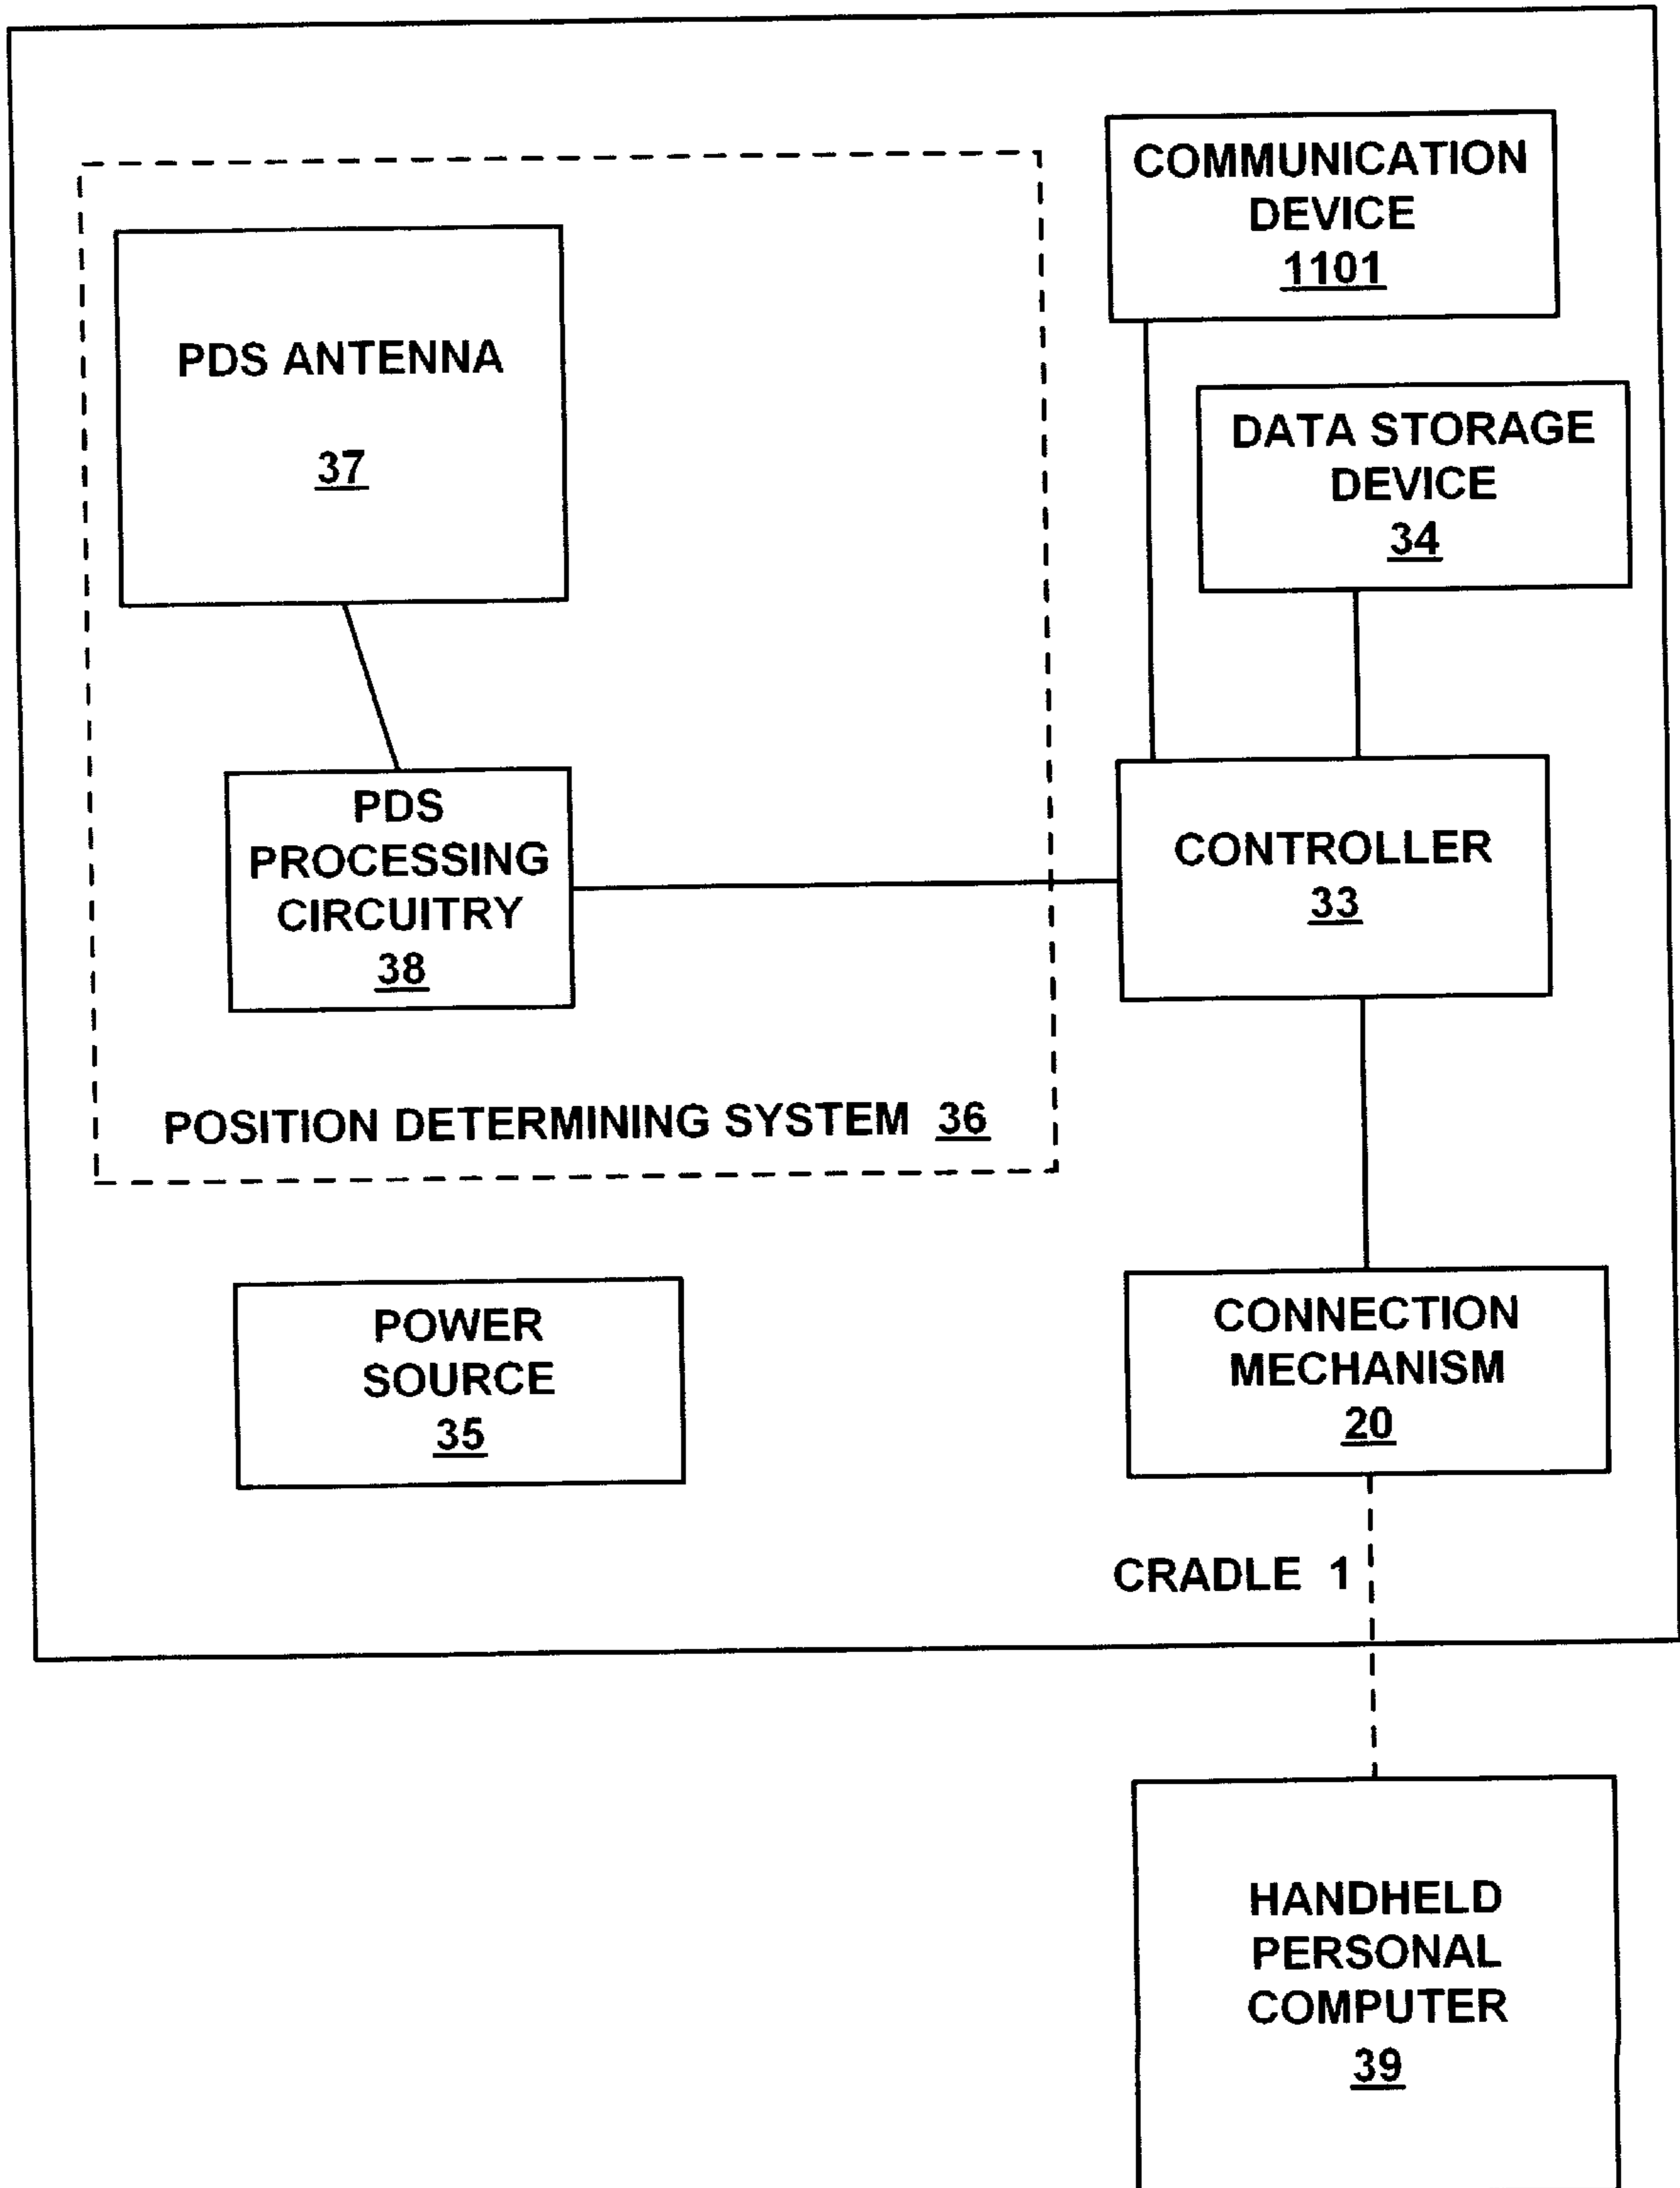 COMMUNICATION
DEVICE
1101
PDS ANTENNA
37
DATA STORAGE
DEVICE
34
PDS
PROCESSING
CIRCUITRY
38
CONTROLLER
33
POSITION DETERMINING SYSTEM 36
POWER
SOURCE
35
CONNECTION
MECHANISM
20
CRADLE 1
HANDHELD
PERSONAL
COMPUTER
39